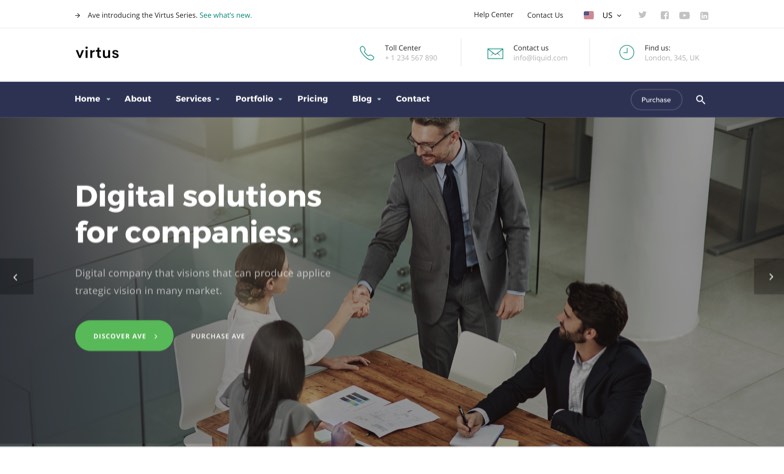 Ave introducing the Virtus Series. See what's new.
Help Center
Contact Us
US
virtus
Toll Center
+ 1 234 567 890
Contact us
info@liquid.com
Find us:
London, 345, UK
Home
About
Services
Portfolio
Pricing
Blog
Contact
Purchase
Digital solutions
for companies.
Digital company that visions that can produce applice
trategic vision in many market.
DISCOVER AVE
PURCHASE AVE